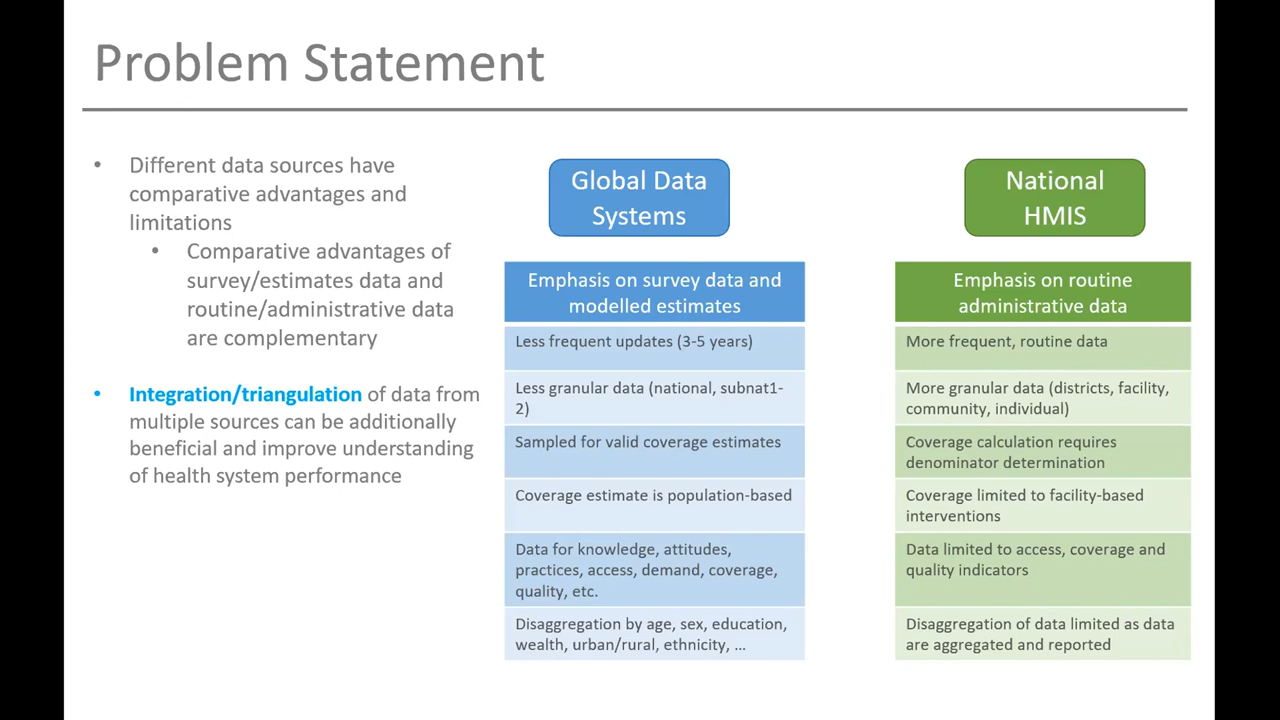 Problem Statement
• Different data sources have
comparative advantages and
limitations
• Comparative advantages of
survey/estimates data and
routine/administrative data
are complementary
• Integration/triangulation of data from
multiple sources can be additionally
beneficial and improve understanding
of health system performance
Global Data
Systems
Emphasis on survey data and
modelled estimates
Less frequent updates (3-5 years)
Less granular data (national, subnat1-
2)
Sampled for valid coverage estimates
Coverage estimate is population-based
Data for knowledge, attitudes,
practices, access, demand, coverage,
quality, etc.
Disaggregation by age, sex, education,
wealth, urban/rural, ethnicity, ...
National
HMIS
Emphasis on routine
administrative data
More frequent, routine data
More granular data (districts, facility,
community, individual)
Coverage calculation requires
denominator determination
Coverage limited to facility-based
interventions
Data limited to access, coverage and
quality indicators
Disaggregation of data limited as data
are aggregated and reported